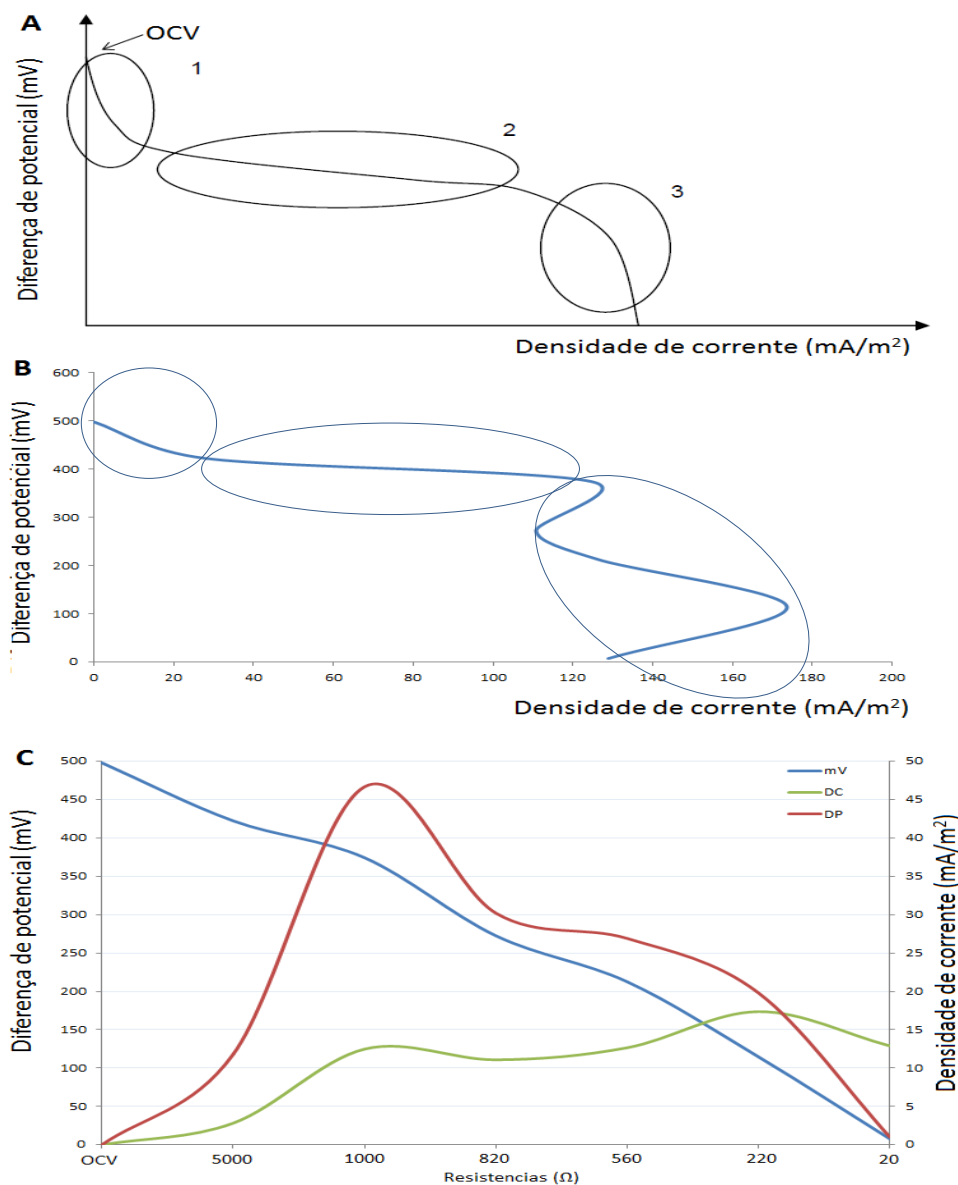 A
OCV
1
2
3
Diferença de potencial (mV)
Densidade de corrente (mA/m²)
B
600
500
400
300
200
100
0
Diferença de potencial (mV)
0 20 40 60 80 100 120 140 160 180 200
Densidade de corrente (mA/m²)
C
500
450
400
350
300
250
200
150
100
50
0
Diferença de potencial (mV)
mV
DC
DP
50
45
40
35
30
25
20
15
10
5
0
Densidade de corrente (mA/m²)
OCV 5000 1000 820 560 220 20
Resistencias (Ω)